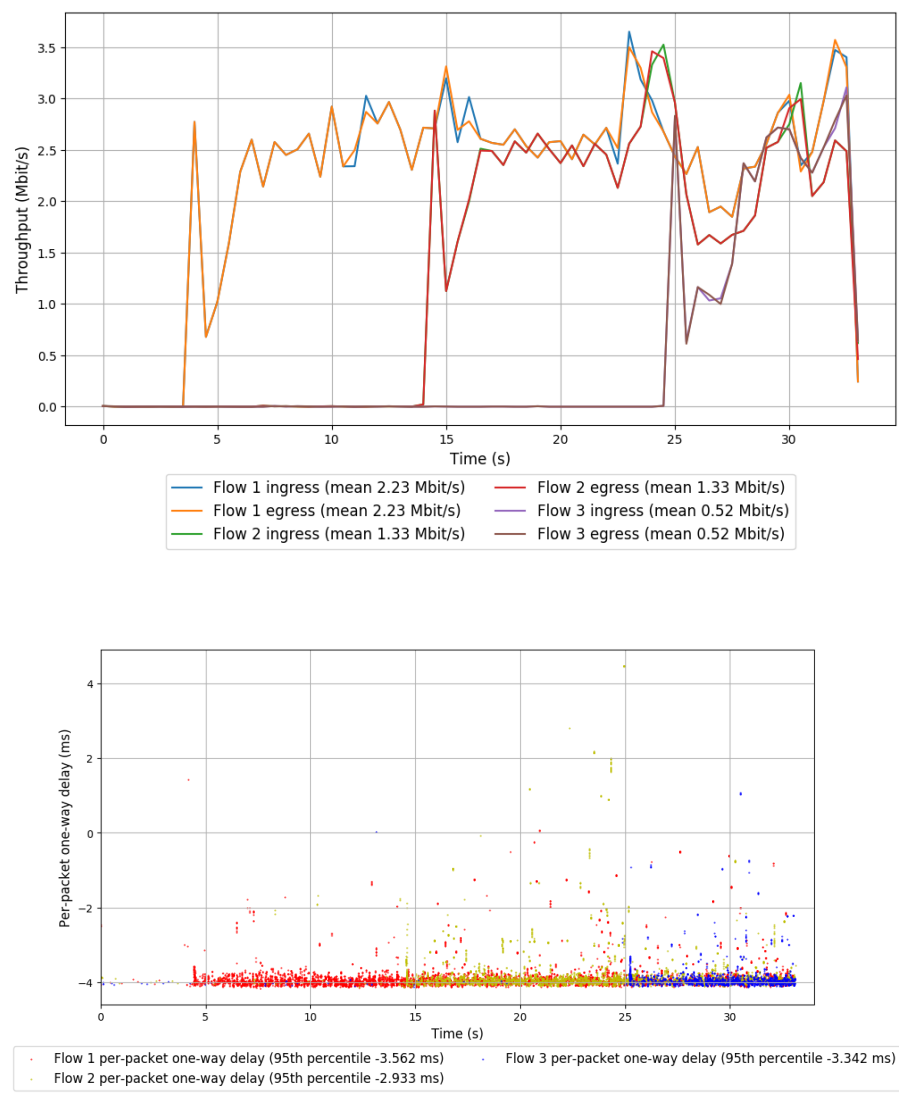 Throughput (Mbit/s)
3.5
3.0
2.5
2.0
1.5
1.0
0.5
0.0
0 5 10 15 20 25 30
Time (s)
Flow 1 ingress (mean 2.23 Mbit/s)
Flow 1 egress (mean 2.23 Mbit/s)
Flow 2 ingress (mean 1.33 Mbit/s)
Flow 2 egress (mean 1.33 Mbit/s)
Flow 3 ingress (mean 0.52 Mbit/s)
Flow 3 egress (mean 0.52 Mbit/s)
Per-packet one-way delay (ms)
4
2
0
−2
−4
0 5 10 15 20 25 30
Time (s)
Flow 1 per-packet one-way delay (95th percentile -3.562 ms)
Flow 2 per-packet one-way delay (95th percentile -2.933 ms)
Flow 3 per-packet one-way delay (95th percentile -3.342 ms)